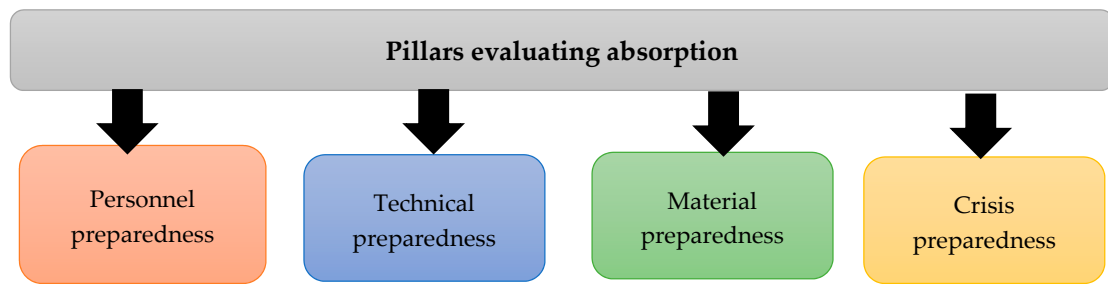 Pillars evaluating absorption
Personnel
preparedness
Technical
preparedness
Material
preparedness
Crisis
preparedness